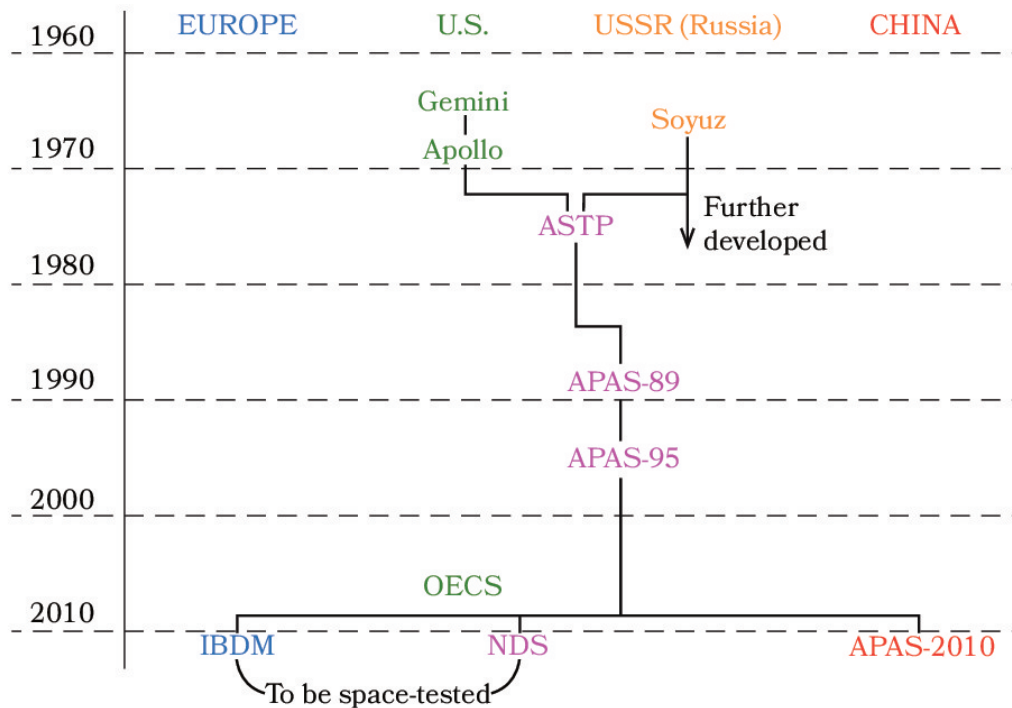 EUROPE U.S. USSR (Russia) CHINA
1960
Gemini
Soyuz
1970
Apollo
Further
ASTP
developed
1980
1990
APAS-89
APAS-95
2000
OECS
2010
IBDM NDS APAS-2010
To be space-tested